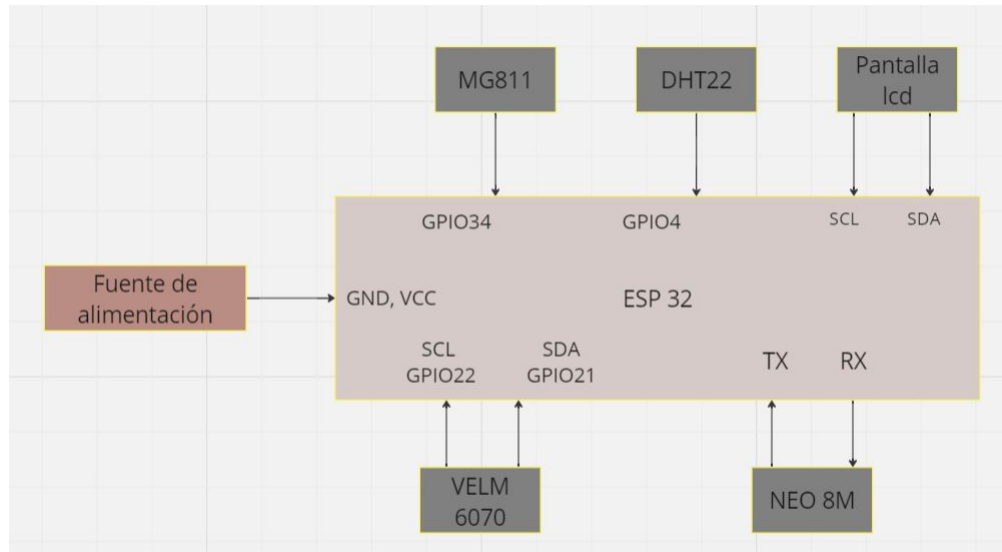 MG811
DHT22
Pantalla
lcd
GPIO34
GPIO4
SCL
SDA
Fuente de
alimentación
GND, VCC
ESP 32
SCL
GPIO22
SDA
GPIO21
TX
RX
VELM
6070
NEO 8M